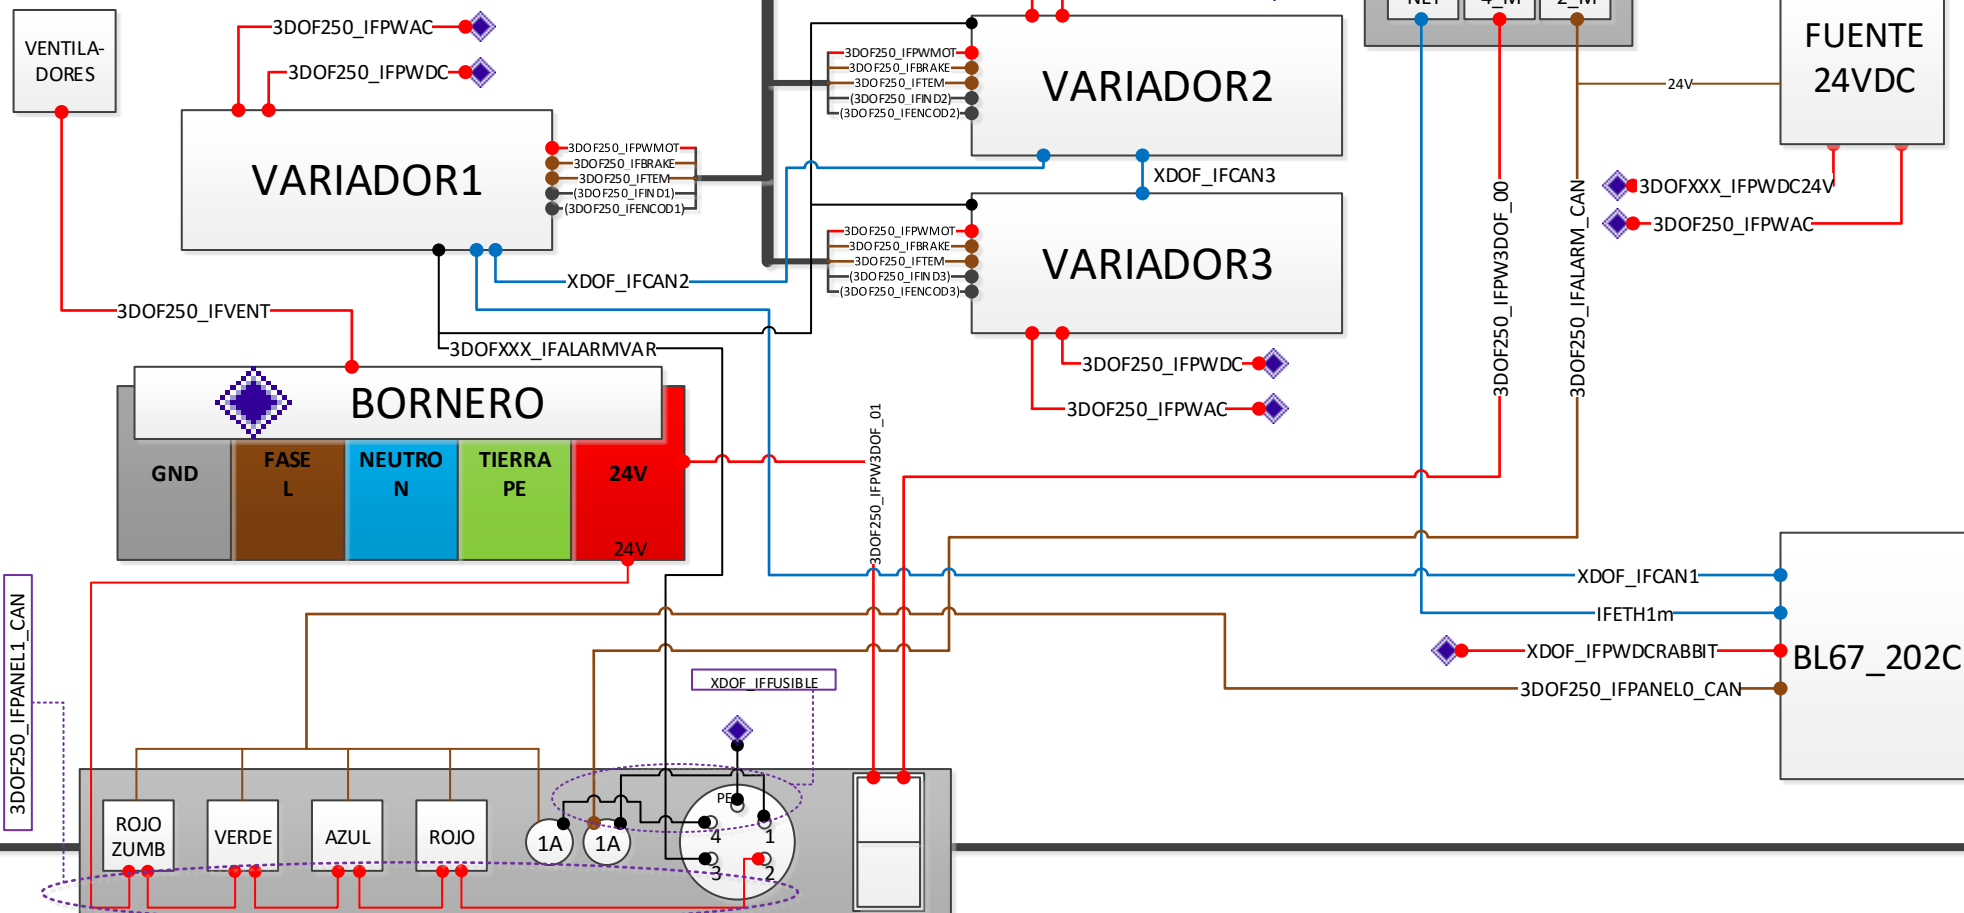 VENTILA-
DORES
3DOF250_IFPWAC
3DOF250_IFPWDC
VARIADOR1
3DOF250_IFPWMOT
3DOF250_IFBRAKE
3DOF250_IFTEM
(3DOF250_IFIND1)
(3DOF250_IFENCOD1)
3DOF250_IFPWMOT
3DOF250_IFBRAKE
3DOF250_IFTEM
(3DOF250_IFIND2)
(3DOF250_IFENCOD2)
VARIADOR2
XDOF_IFCAN3
3DOF250_IFPWMOT
3DOF250_IFBRAKE
3DOF250_IFTEM
(3DOF250_IFIND3)
(3DOF250_IFENCOD3)
VARIADOR3
3DOF250_IFPWDC
3DOF250_IFPWAC
FUENTE
24VDC
24V
3DOFXXX_IFPWDC24V
3DOF250_IFPWAC
3DOF250_IFPW3DOF_00
3DOF250_IFALARM_CAN
XDOF_IFCAN2
3DOF250_IFVENT
3DOFXXX_IFALARMVAR
BORNERO
GND
FASE
L
NEUTRO
N
TIERRA
PE
24V
24V
3DOF250_IFPW3DOF_01
XDOF_IFCAN1
IFETH1m
XDOF_IFPWDCRABBIT
3DOF250_IFPANEL0_CAN
BL67_202C
3DOF250_IFPANEL1_CAN
XDOF_IFFUSIBLE
ROJO
ZUMB
VERDE
AZUL
ROJO
1A
1A
PE
4
1
3
2